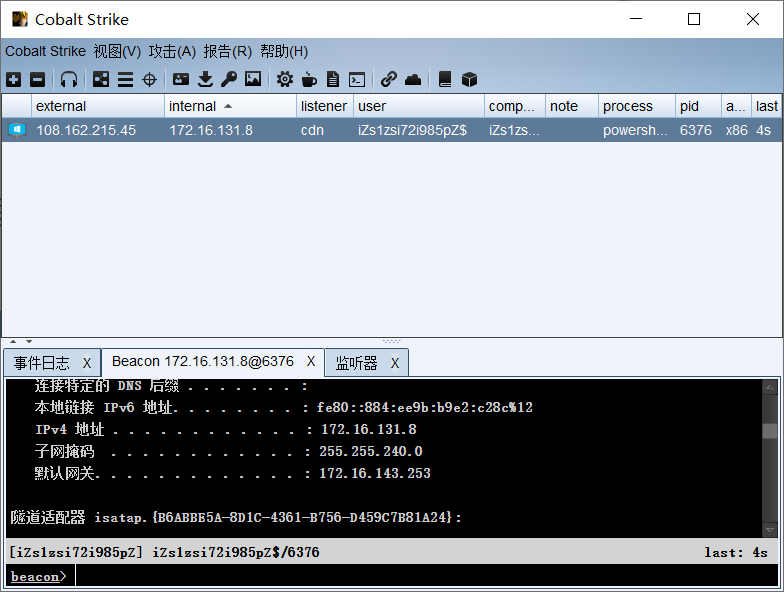 Cobalt Strike
Cobalt Strike 视图(V) 攻击(A) 报告(R) 帮助(H)
external internal listener user comp... note process pid a... last
108.162.215.45 172.16.131.8 cdn iZs1zsi72i985pZ$ iZs1zs... powersh... 6376 x86 4s
事件日志 X Beacon 172.16.131.8@6376 X 监听器 X
连接特定的 DNS 后缀 . . . . . . . :
本地链接 IPv6 地址. . . . . . . . : fe80::884:ee9b:b9e2:c28c%12
IPv4 地址 . . . . . . . . . . . . : 172.16.131.8
子网掩码 . . . . . . . . . . . . : 255.255.240.0
默认网关. . . . . . . . . . . . . : 172.16.143.253
隧道适配器 isatap.{B6ABBE5A-8D1C-4361-B756-D459C7B81A24}:
[iZs1zsi72i985pZ] iZs1zsi72i985pZ$/6376 last: 4s
beacon>